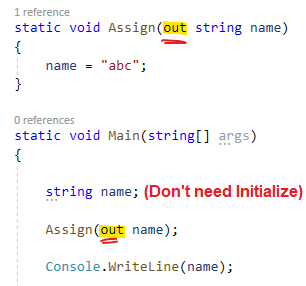 1 reference
static void Assign(out string name)
{
name = "abc";
}
0 references
static void Main(string[] args)
{
string name; (Don't need Initialize)
Assign(out name);
Console.WriteLine(name);